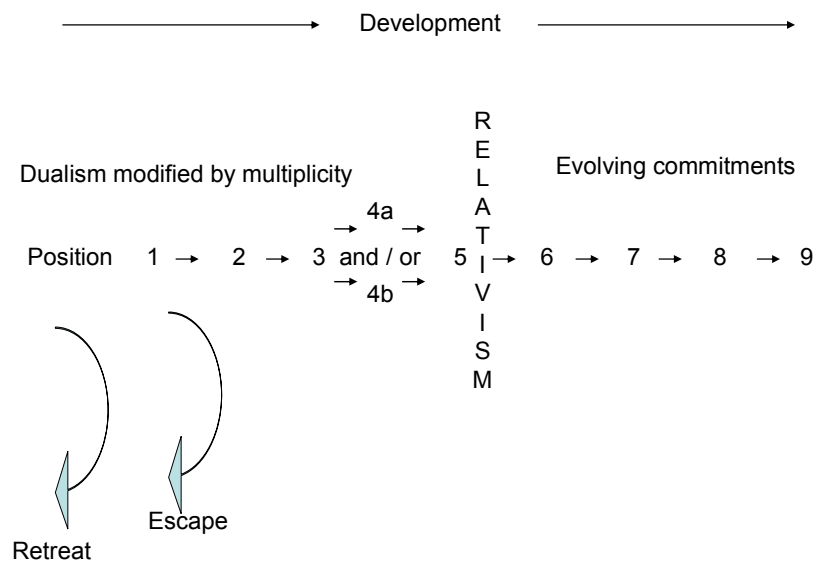 Development
RELATIVISM
Dualism modified by multiplicity
Evolving commitments
4a
Position 1 2 3 and / or 5 6 7 8 9
4b
Escape
Retreat